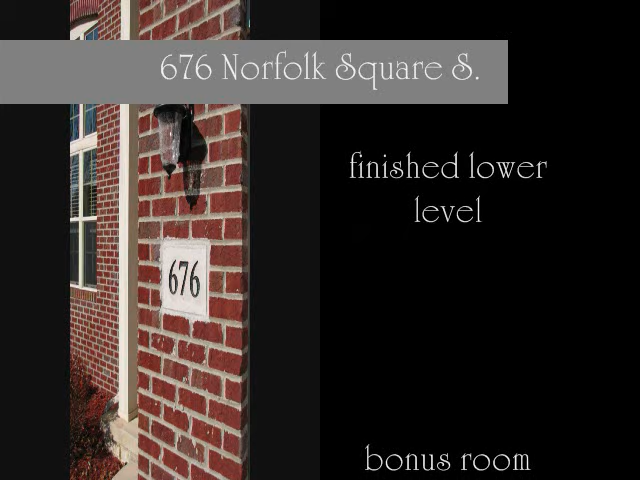 676 Norfolk Square S.
finished lower
level
676
bonus room